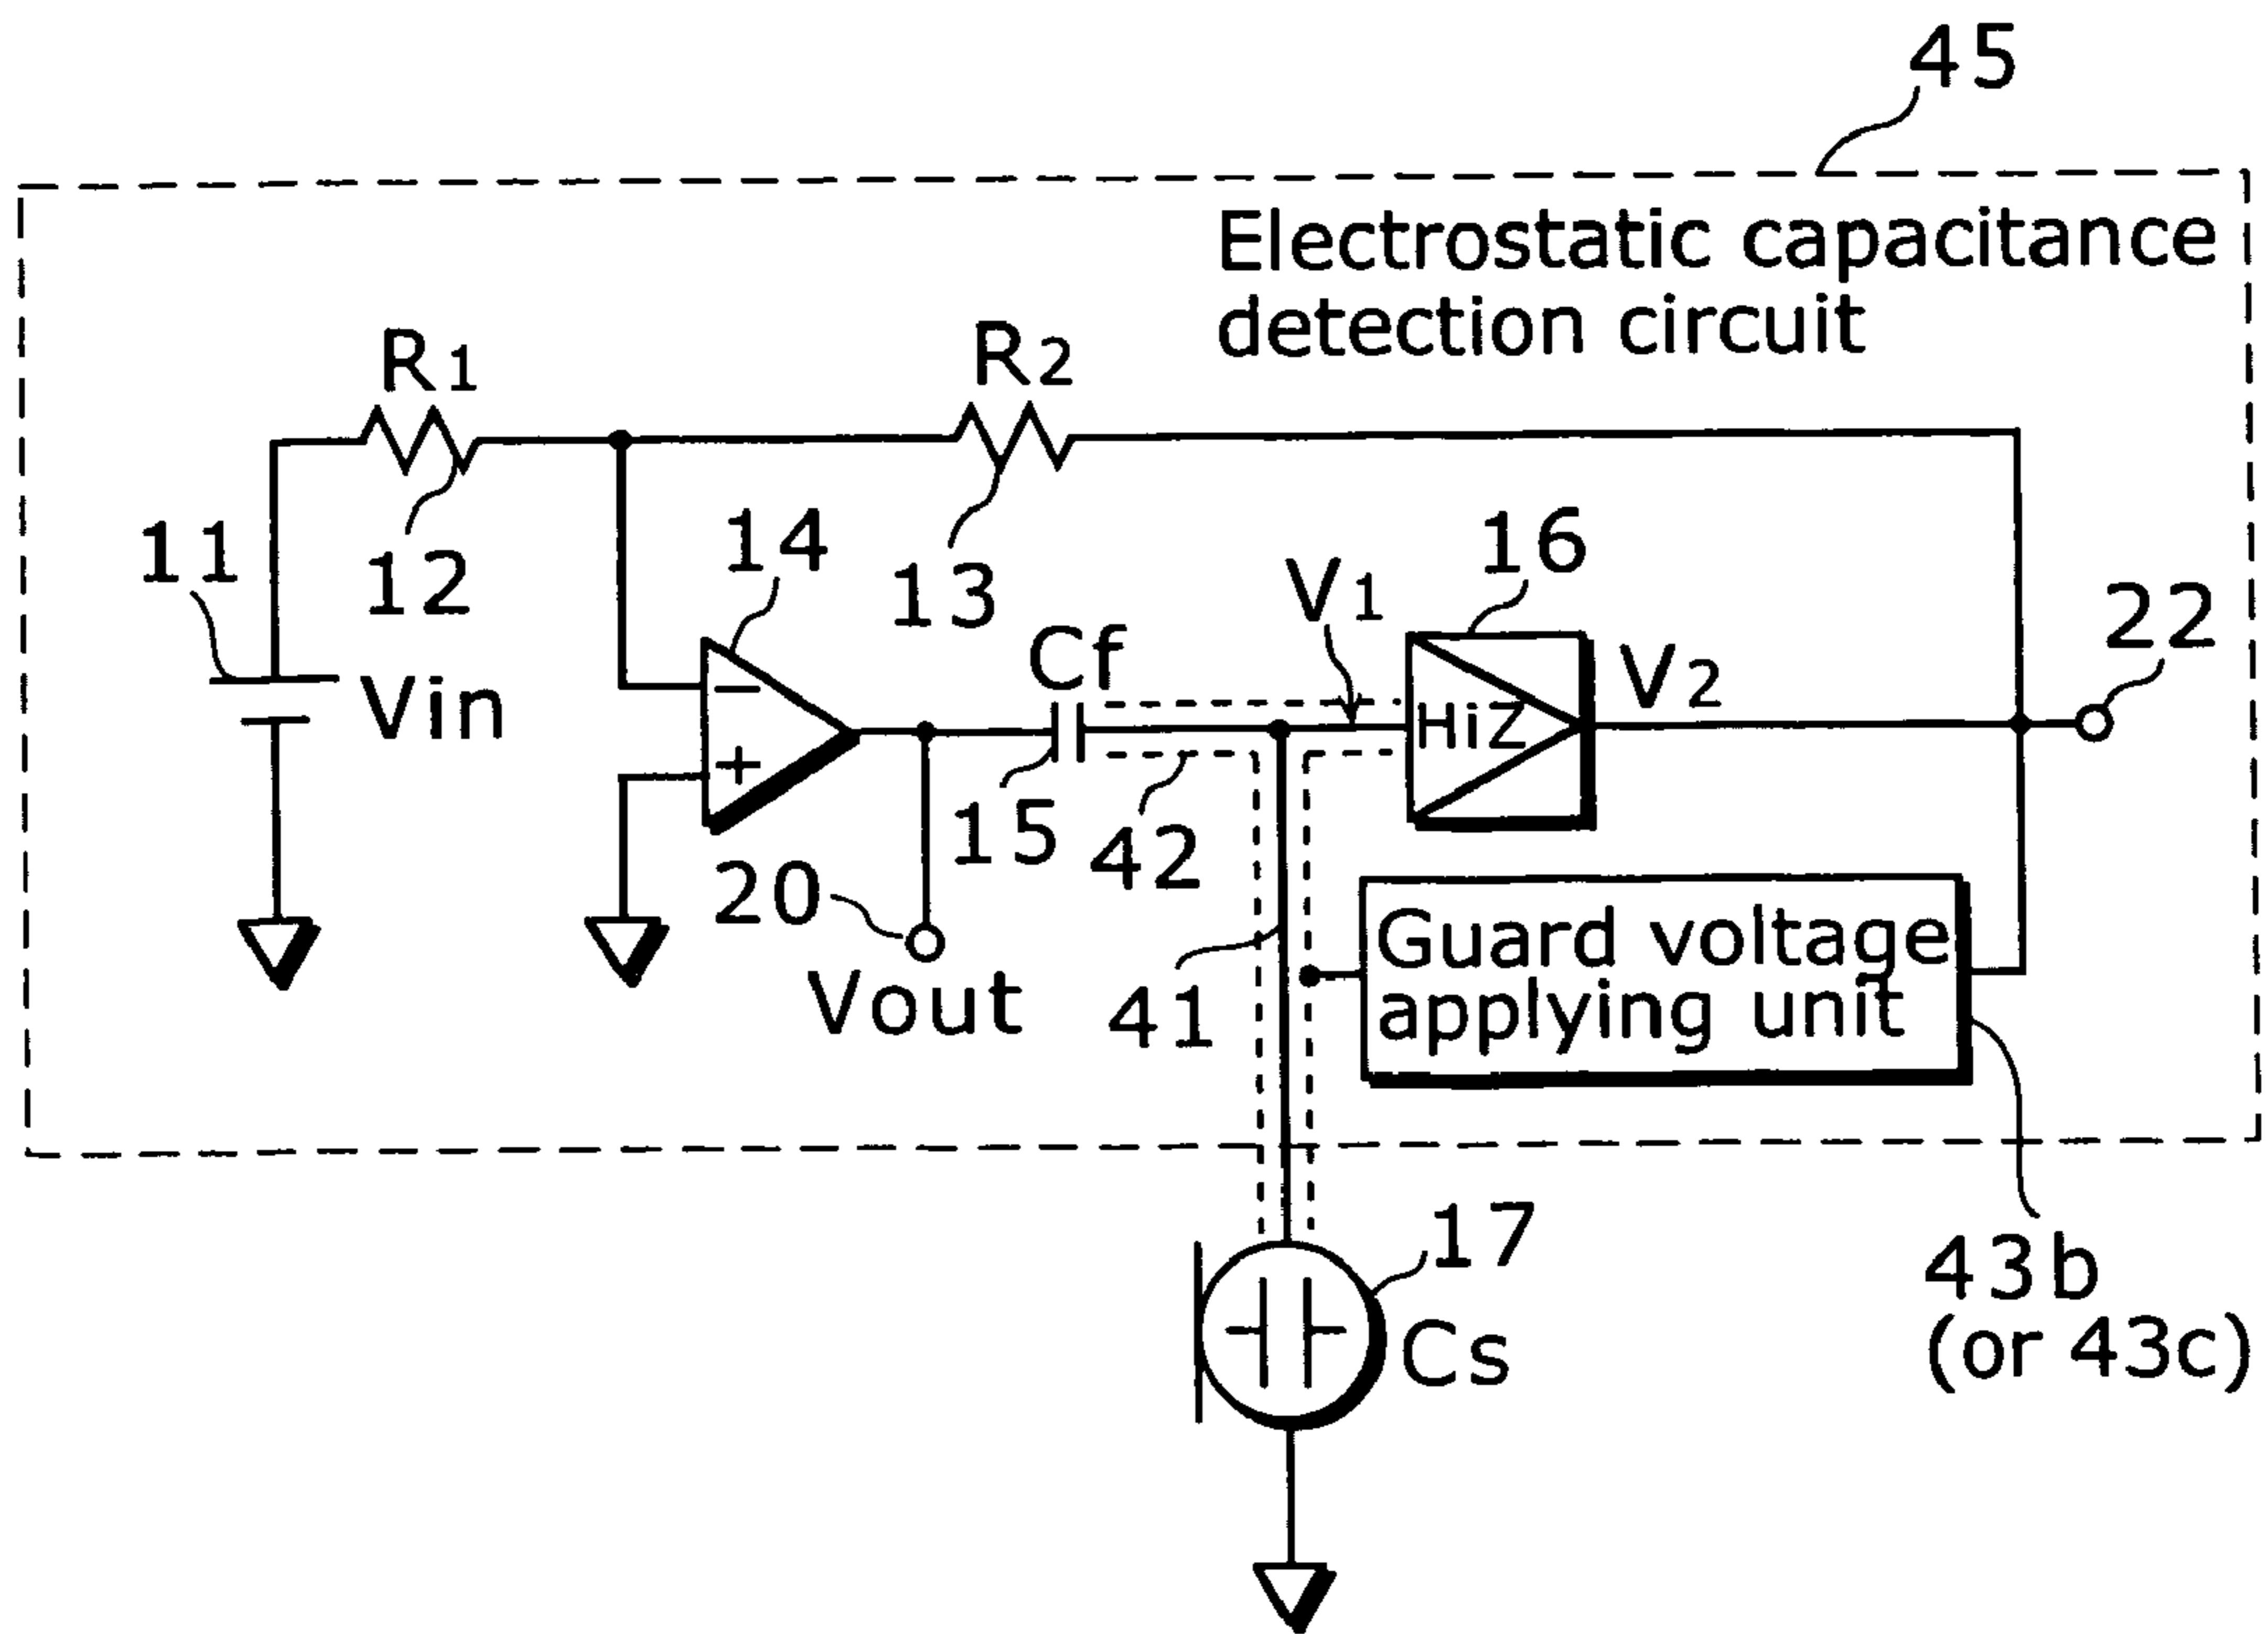 45
Electrostatic capacitance
detection circuit
R1
R2
11
12
14
13
16
V1
22
Cf
V2
Vin
−
HiZ
+
15
42
20
Guard voltage
applying unit
Vout
41
17
43b
(or 43c)
Cs